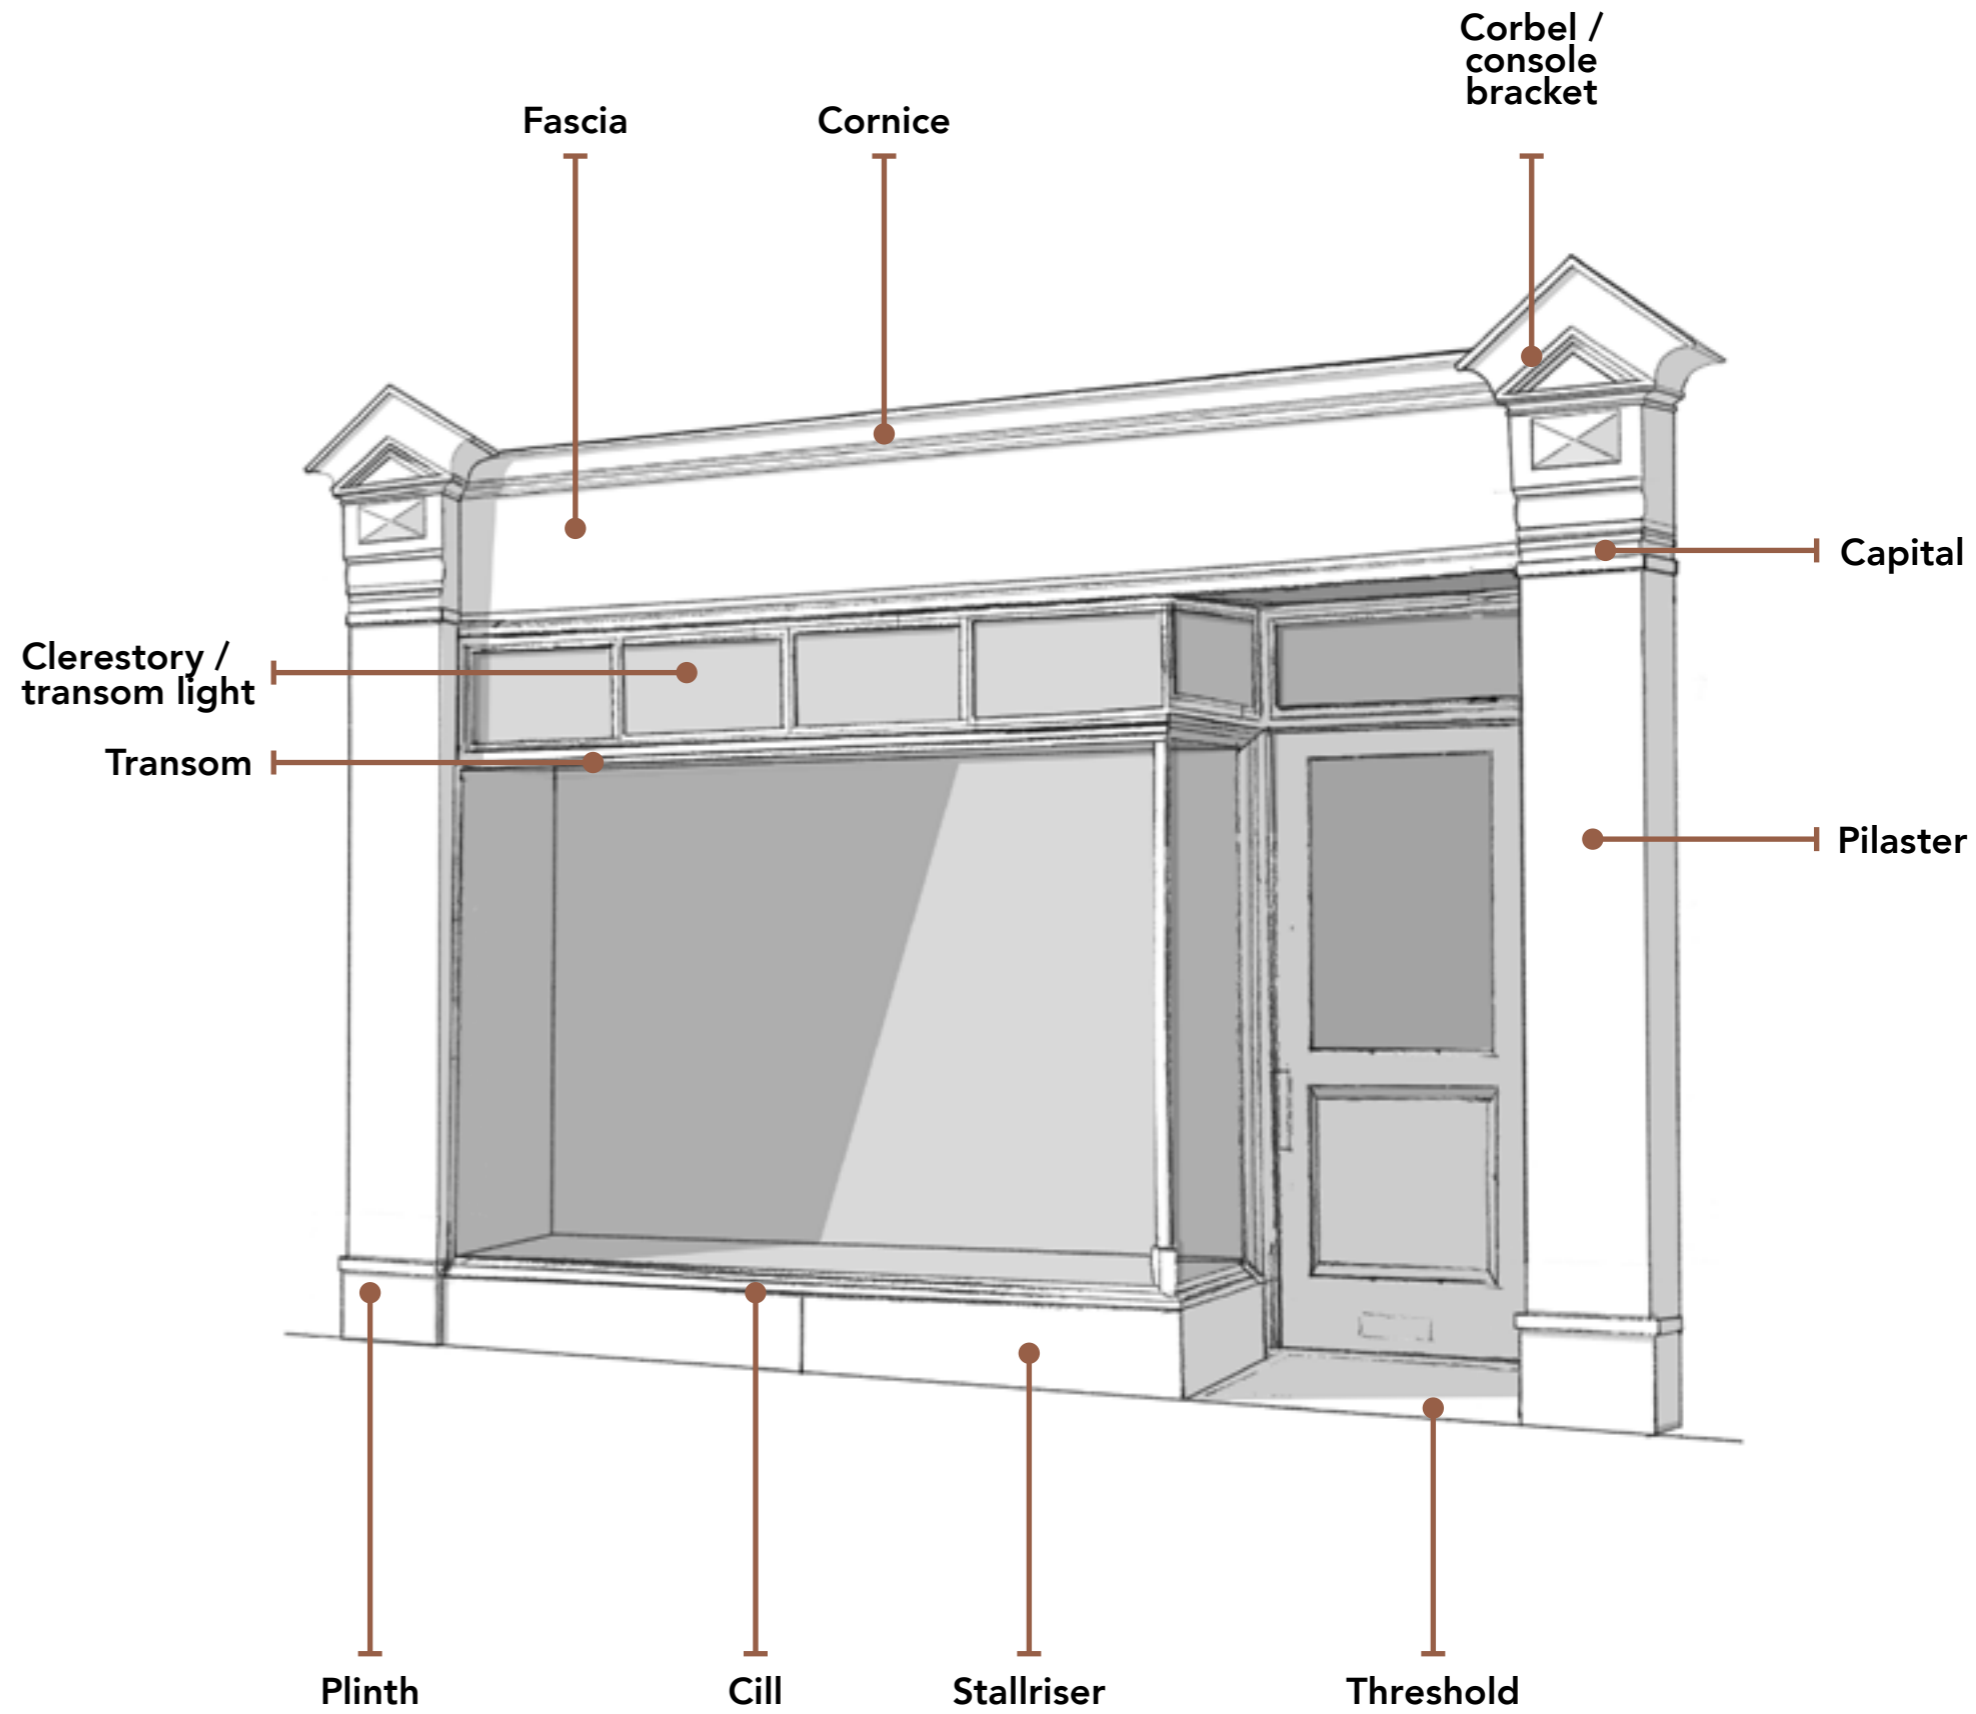 Corbel /
console
bracket
Fascia
Cornice
Capital
Clerestory /
transom light
Transom
Pilaster
Plinth
Cill
Stallriser
Threshold